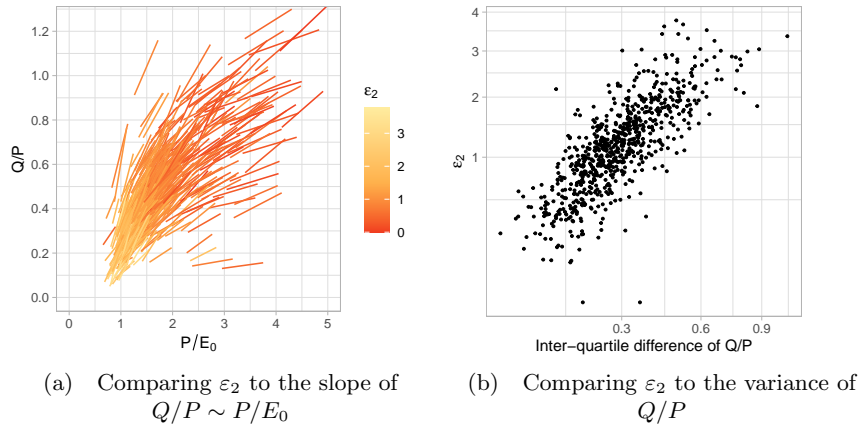 1.2
1.0
0.8
0.6
0.4
0.2
0.0
Q/P
0 1 2 3 4 5
P/E₀
ε₂
3
2
1
0
4
3
2
1
ε₂
0.3 0.6 0.9
Inter−quartile difference of Q/P
(a) Comparing ε₂ to the slope of
Q/P ∼ P/E₀
(b) Comparing ε₂ to the variance of
Q/P